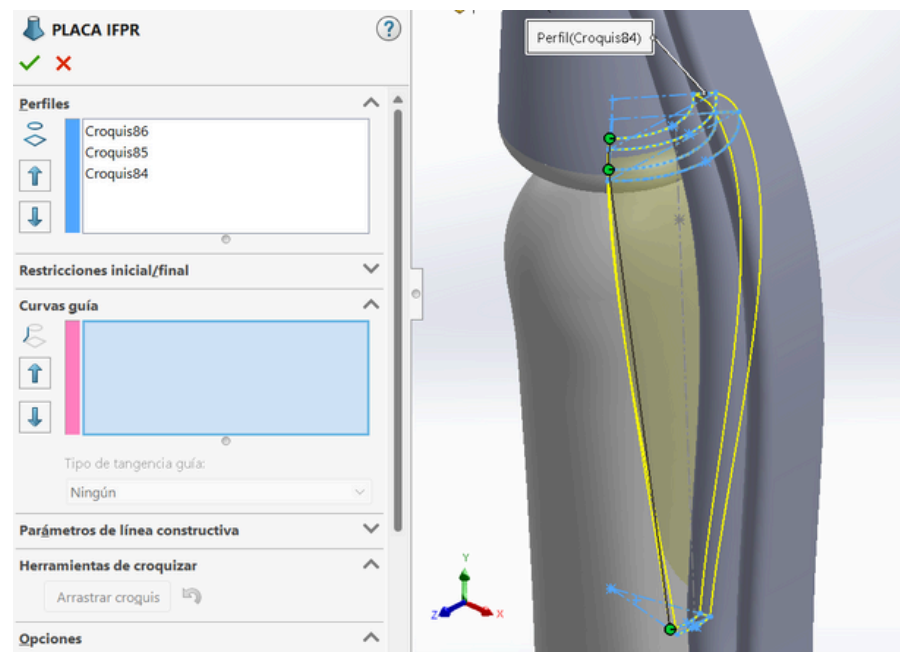 PLACA IFPR
?
Perfiles
Croquis86
Croquis85
Croquis84
Restricciones inicial/final
Curvas guía
Tipo de tangencia guía:
Ningún
Parámetros de línea constructiva
Herramientas de croquizar
Arrastrar croquis
Opciones
Perfil(Croquis84)
Y
Z
X